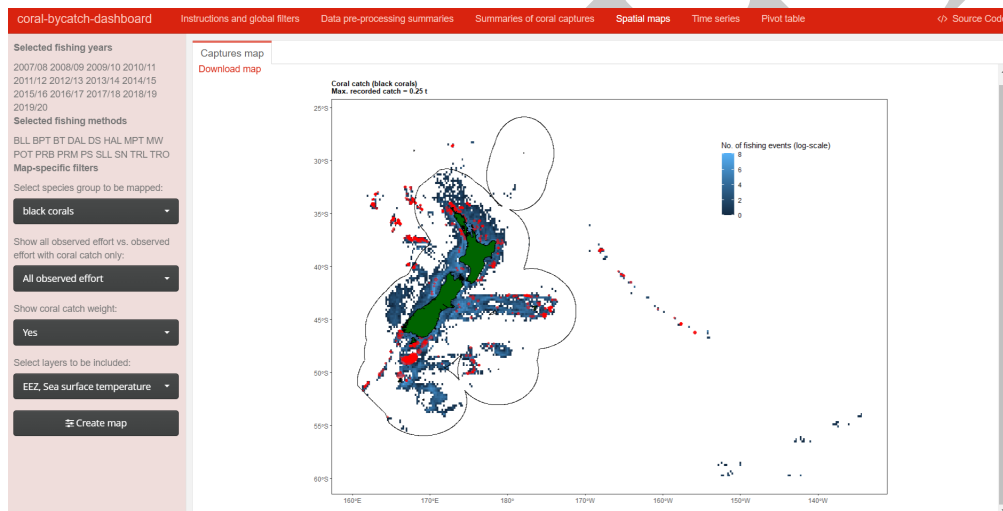 coral-bycatch-dashboard
Instructions and global filters
Data pre-processing summaries
Summaries of coral captures
Spatial maps
Time series
Pivot table
</> Source Code
Selected fishing years
2007/08 2008/09 2009/10 2010/11
2011/12 2012/13 2013/14 2014/15
2015/16 2016/17 2017/18 2018/19
2019/20
Selected fishing methods
BLL BPT BT DAL DS HAL MPT MW
POT PRB PRM PS SLL SN TRL TRO
Map-specific filters
Select species group to be mapped:
black corals
Show all observed effort vs. observed
effort with coral catch only:
All observed effort
Show coral catch weight:
Yes
Select layers to be included:
EEZ, Sea surface temperature
Create map
Captures map
Download map
Coral catch (black corals)
Max. recorded catch = 0.25 t
No. of fishing events (log-scale)
8
6
4
2
0
25°S
30°S
35°S
40°S
45°S
50°S
55°S
60°S
160°E
170°E
180°
170°W
160°W
150°W
140°W